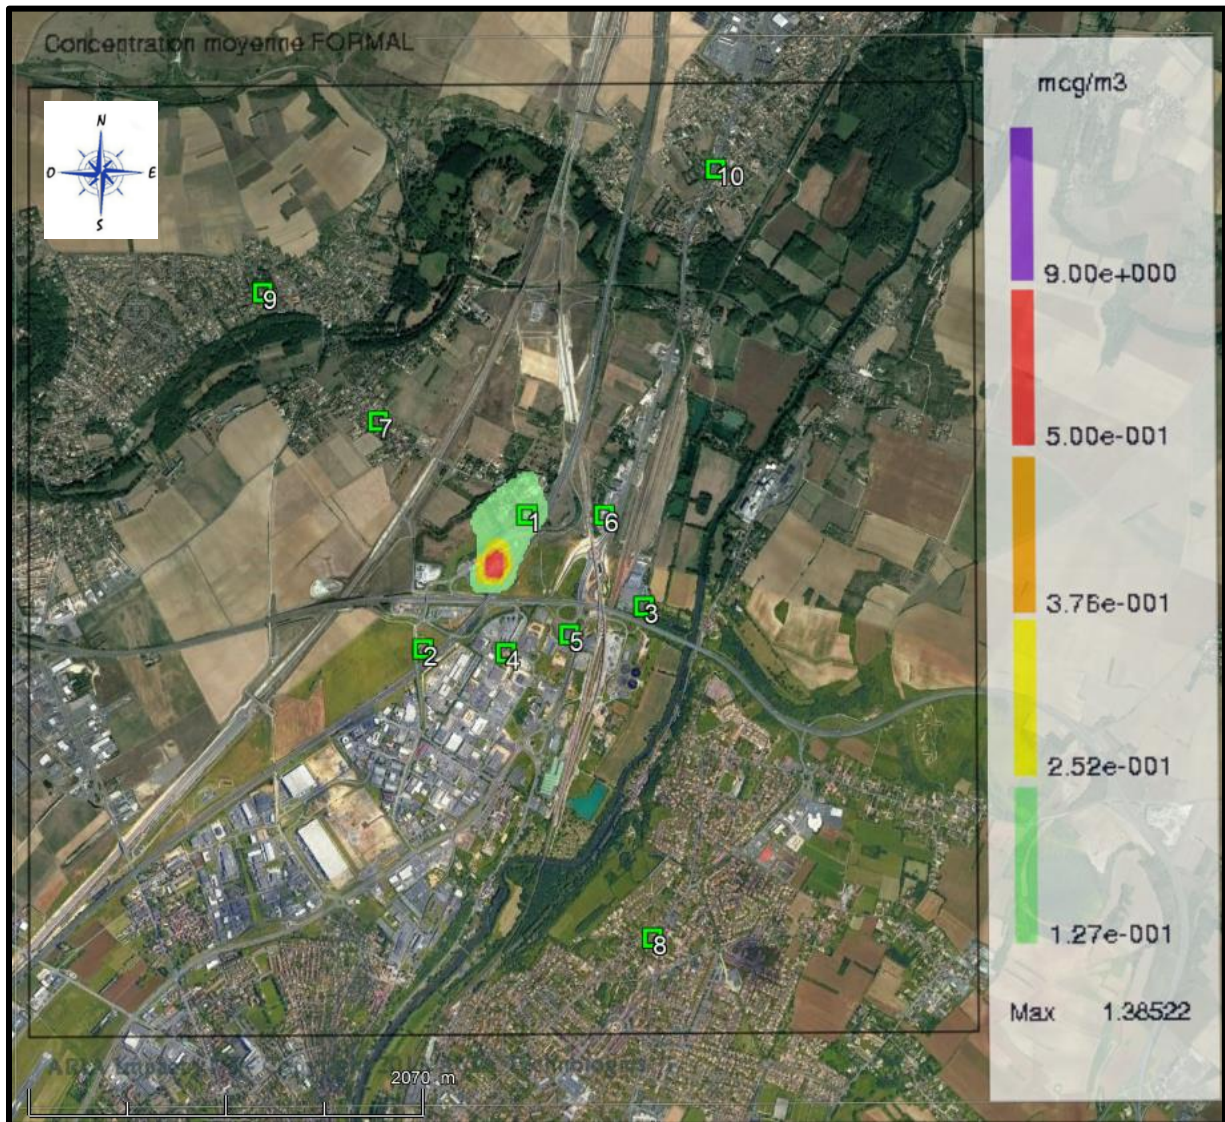 Concentration moyenne FORMAL
mcg/m3
N
O E
S
9.00e+000
5.00e-001
3.76e-001
2.52e-001
1.27e-001
Max 1.38522
10
9
7
1
6
3
5
2
4
8
2070 m